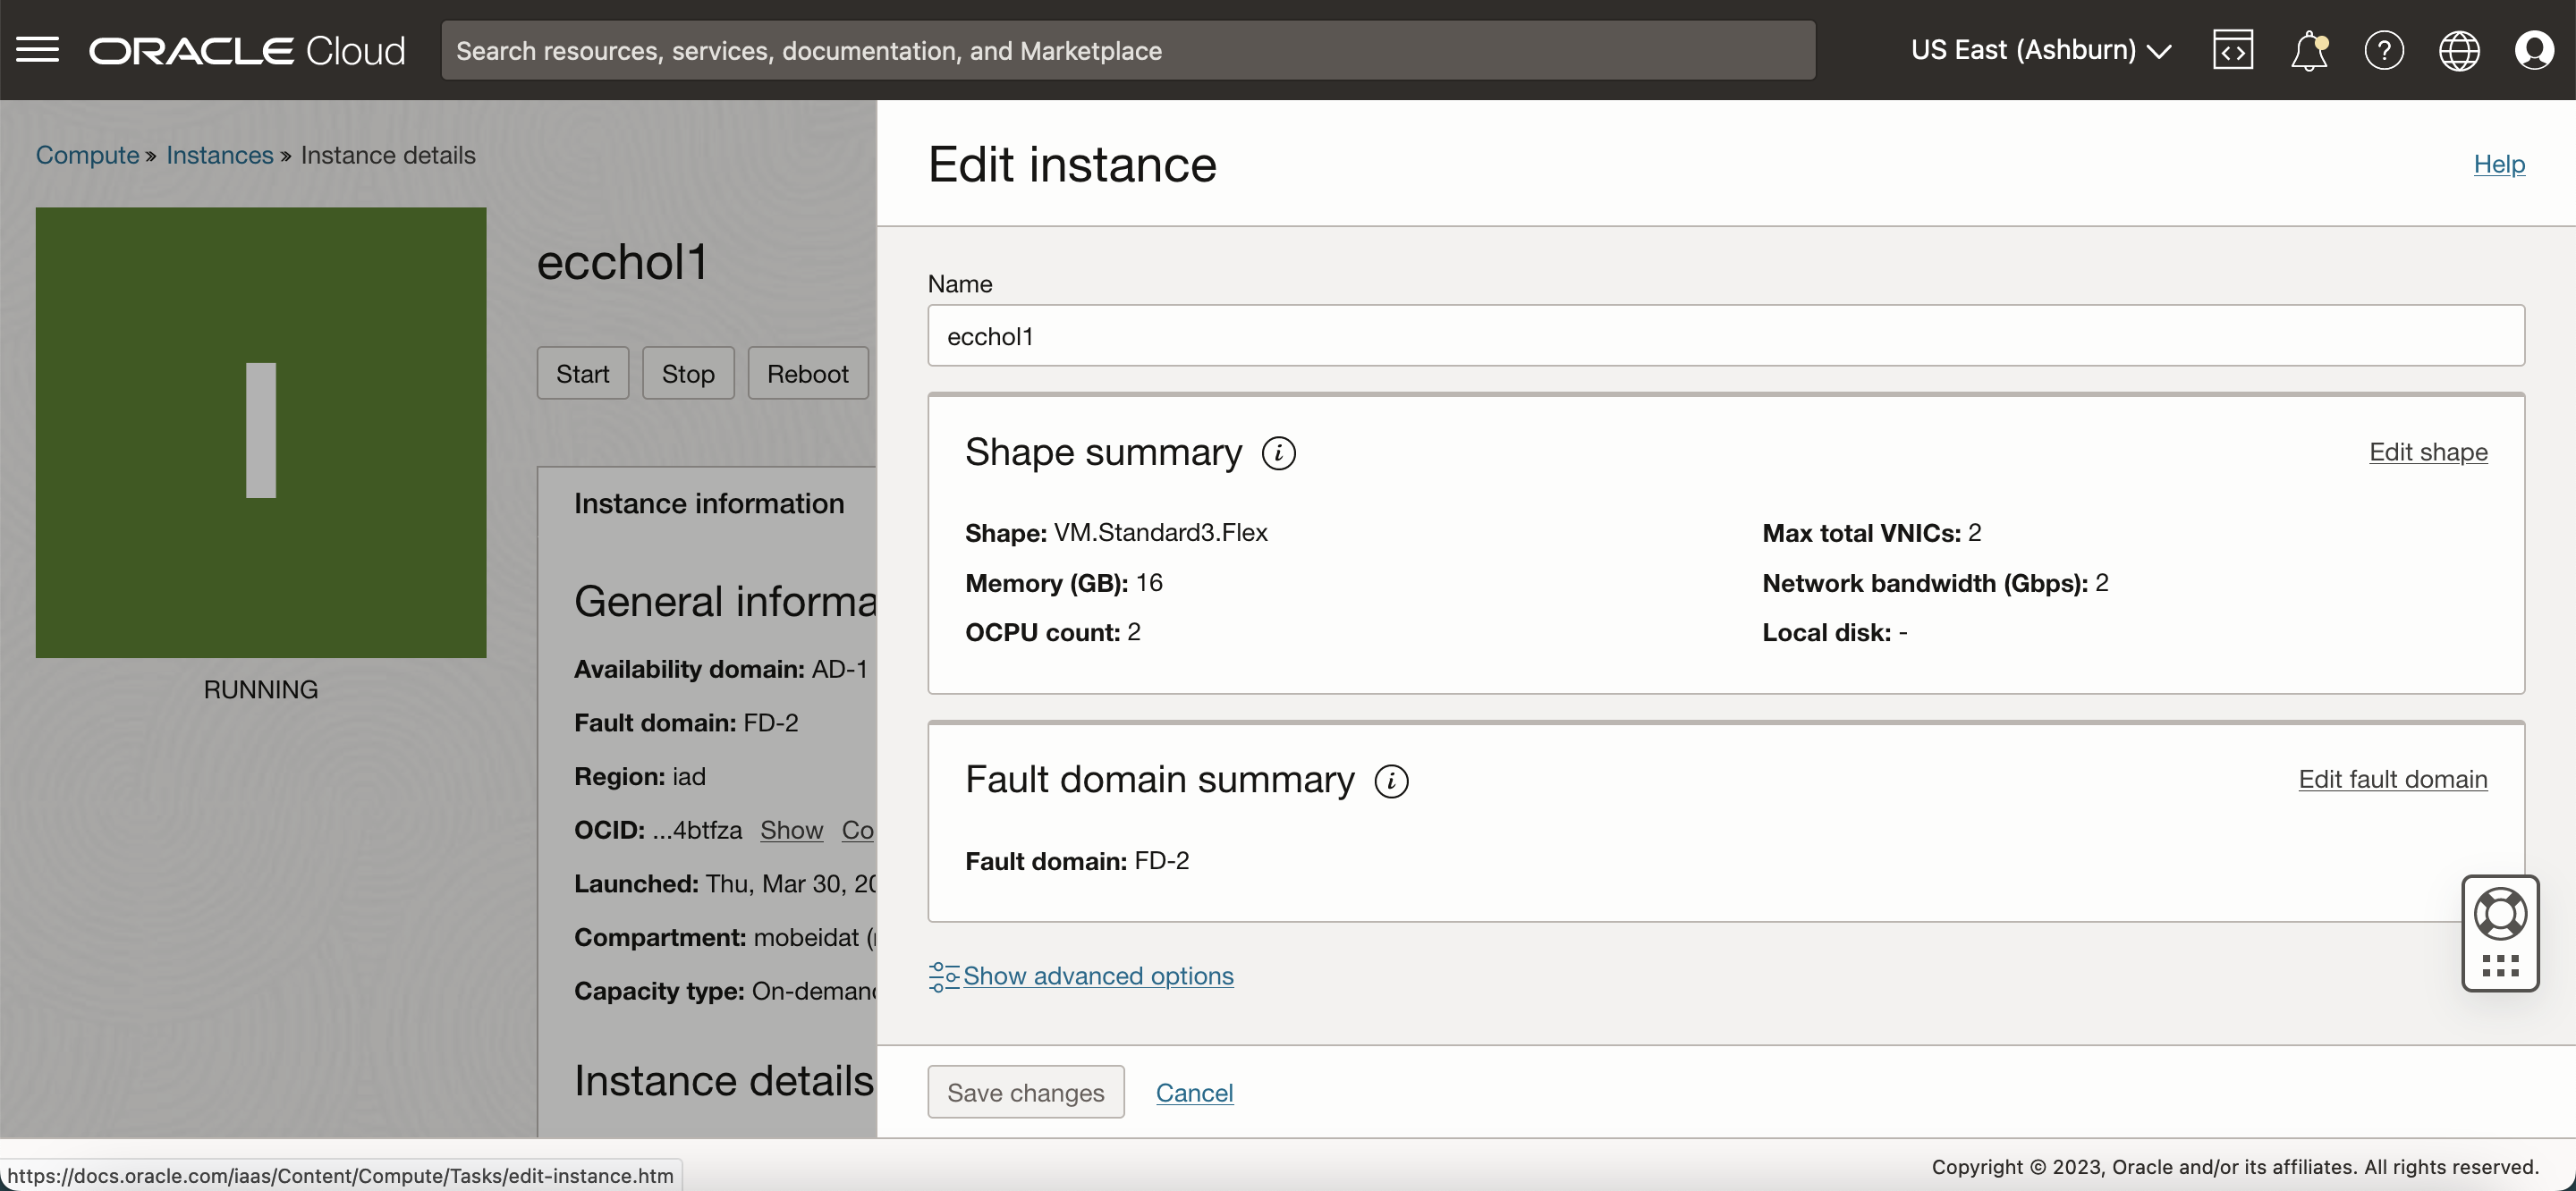 ORACLE Cloud
Search resources, services, documentation, and Marketplace
US East (Ashburn)
Compute » Instances » Instance details
I
RUNNING
ecchol1
Start Stop Reboot
Instance information
General informa
Availability domain: AD-1
Fault domain: FD-2
Region: iad
OCID: ...4btfza Show Co
Launched: Thu, Mar 30, 20
Compartment: mobeidat (
Capacity type: On-deman
Instance details
Edit instance
Help
Name
ecchol1
Shape summary i
Edit shape
Shape: VM.Standard3.Flex
Memory (GB): 16
OCPU count: 2
Max total VNICs: 2
Network bandwidth (Gbps): 2
Local disk: -
Fault domain summary i
Edit fault domain
Fault domain: FD-2
Show advanced options
Save changes Cancel
https://docs.oracle.com/iaas/Content/Compute/Tasks/edit-instance.htm
Copyright © 2023, Oracle and/or its affiliates. All rights reserved.